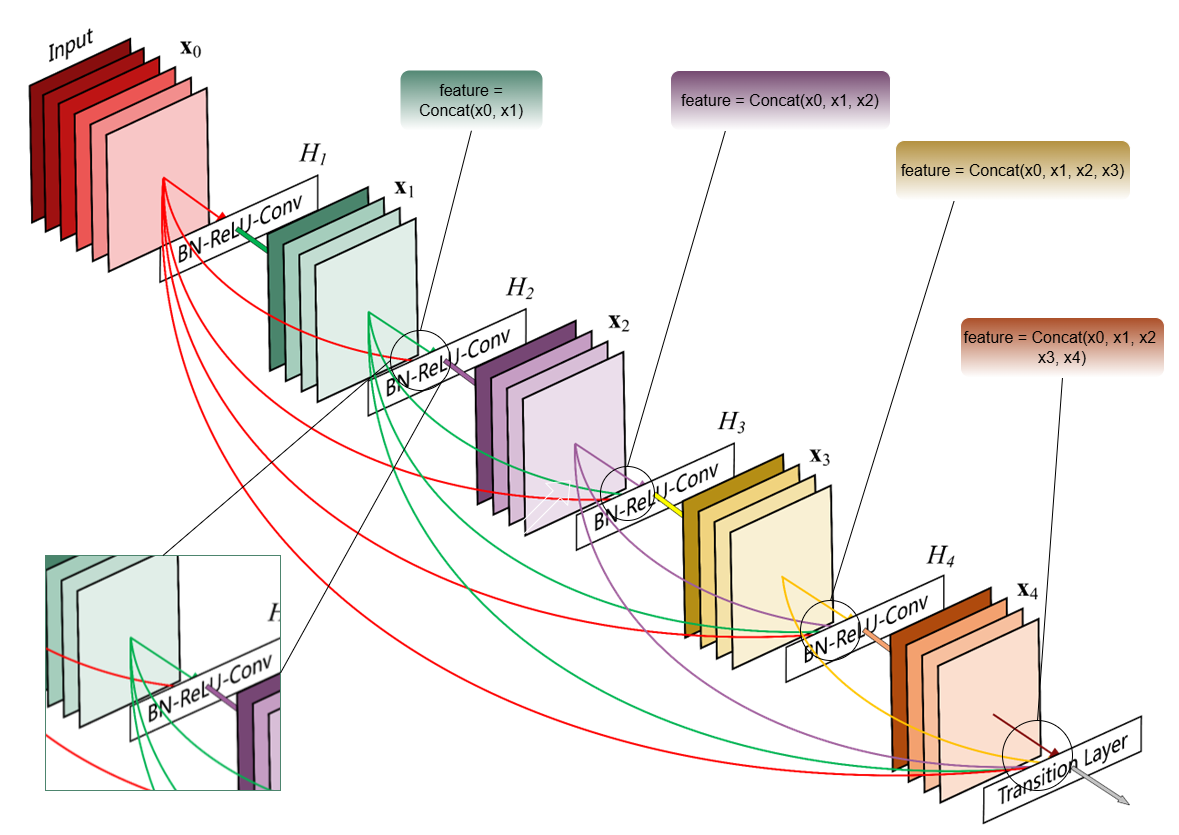 Input
x0
feature =
Concat(x0, x1)
feature = Concat(x0, x1, x2)
H1
BN-ReLU-Conv
x1
feature = Concat(x0, x1, x2, x3)
H2
BN-ReLU-Conv
x2
feature = Concat(x0, x1, x2
x3, x4)
H3
BN-ReLU-Conv
x3
H4
BN-ReLU-Conv
x4
H
BN-ReLU-Conv
Transition Layer